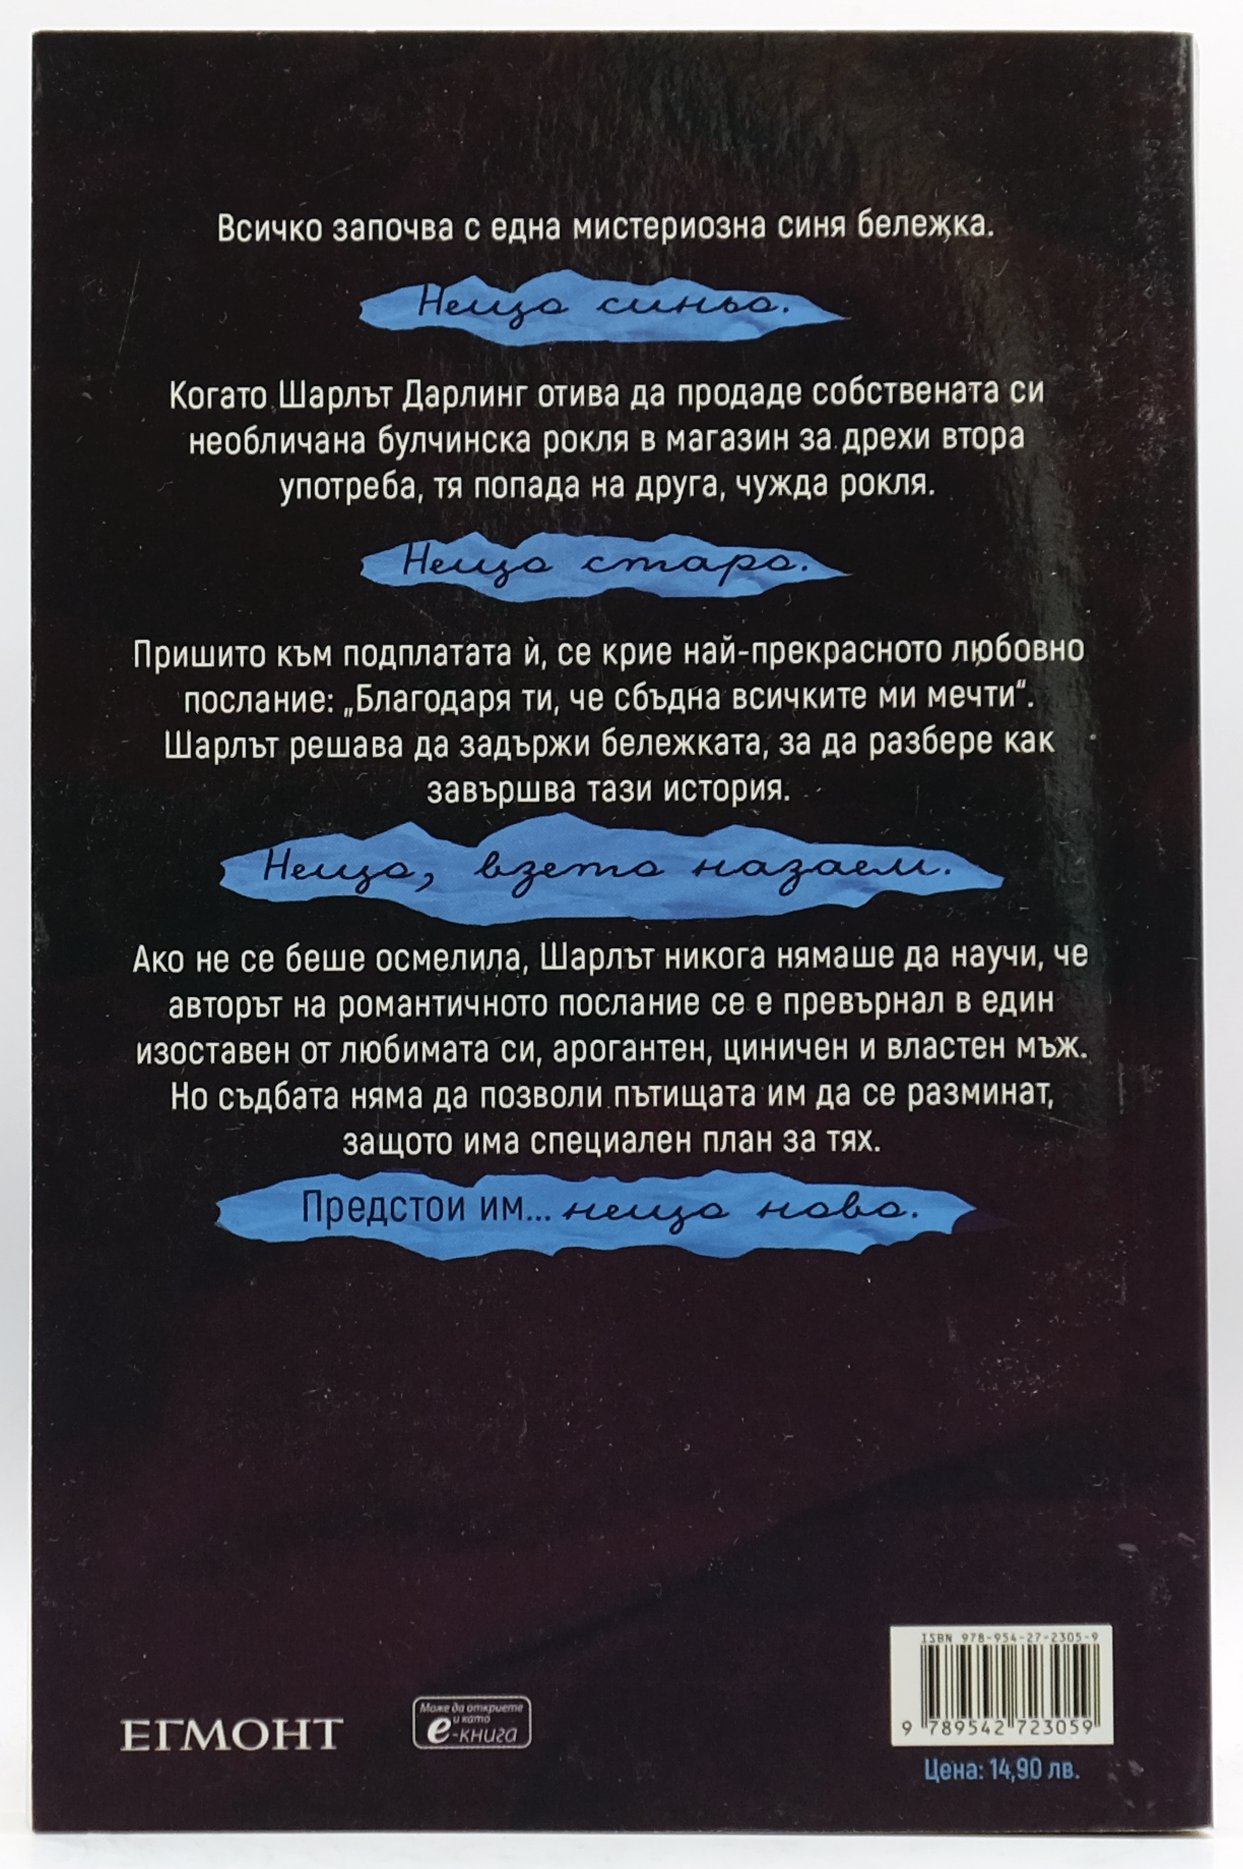 Всичко започва с една мистериозна синя бележка.
Нещо синьо.
Когато Шарлът Дарлинг отива да продаде собствената си
необличана булчинска рокля в магазин за дрехи втора
употреба, тя попада на друга, чужда рокля.
Нещо старо.
Пришито към подплатата ѝ, се крие най-прекрасното любовно
послание: „Благодаря ти, че сбъдна всичките ми мечти“.
Шарлът решава да задържи бележката, за да разбере как
завършва тази история.
Нещо, взето назаем.
Ако не се беше осмелила, Шарлът никога нямаше да научи, че
авторът на романтичното послание се е превърнал в един
изоставен от любимата си, арогантен, циничен и властен мъж.
Но съдбата няма да позволи пътищата им да се разминат,
защото има специален план за тях.
Предстои им... нещо ново.
ISBN 978-954-27-2305-9
9 789542 723059
Цена: 14,90 лв.
ЕГМОНТ
Може да откриете
и като
е-книга